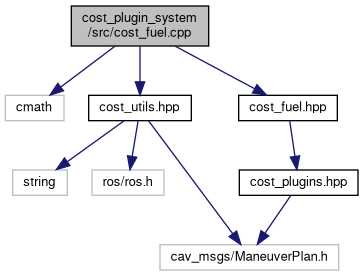 cost_plugin_system
/src/cost_fuel.cpp
cmath
cost_utils.hpp
cost_fuel.hpp
string
ros/ros.h
cost_plugins.hpp
cav_msgs/ManeuverPlan.h